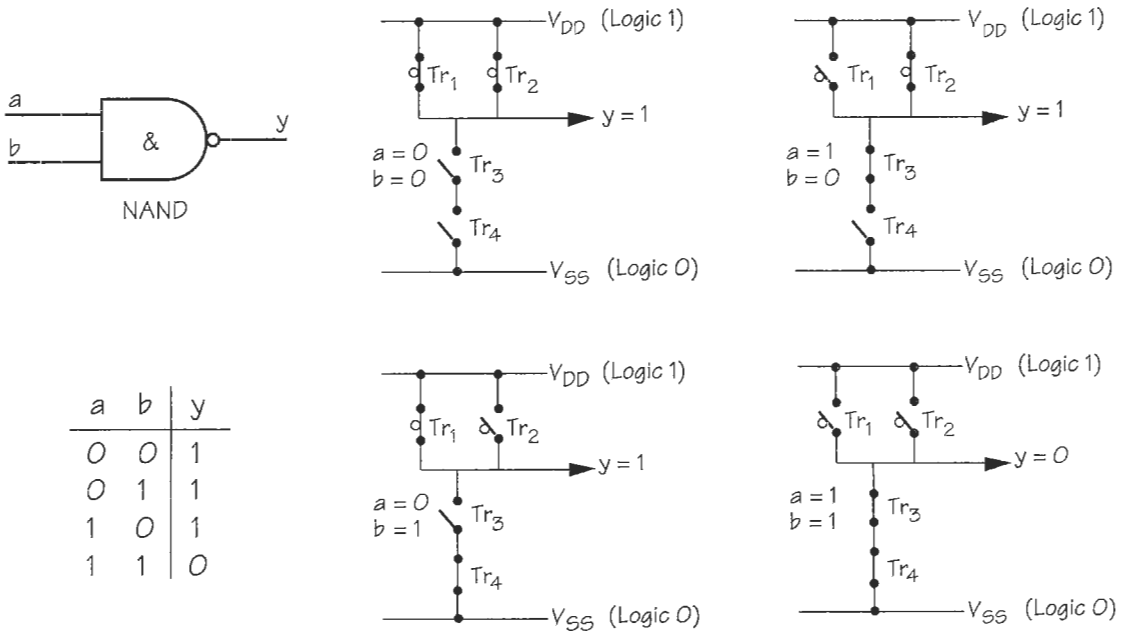 a
b
&
y
NAND
V_DD (Logic 1)
Tr1
Tr2
y = 1
a = 0
b = 0
Tr3
Tr4
V_SS (Logic 0)
V_DD (Logic 1)
Tr1
Tr2
y = 1
a = 1
b = 0
Tr3
Tr4
V_SS (Logic 0)
a b y
0 0 1
0 1 1
1 0 1
1 1 0
V_DD (Logic 1)
Tr1
Tr2
y = 1
a = 0
b = 1
Tr3
Tr4
V_SS (Logic 0)
V_DD (Logic 1)
Tr1
Tr2
y = 0
a = 1
b = 1
Tr3
Tr4
V_SS (Logic 0)